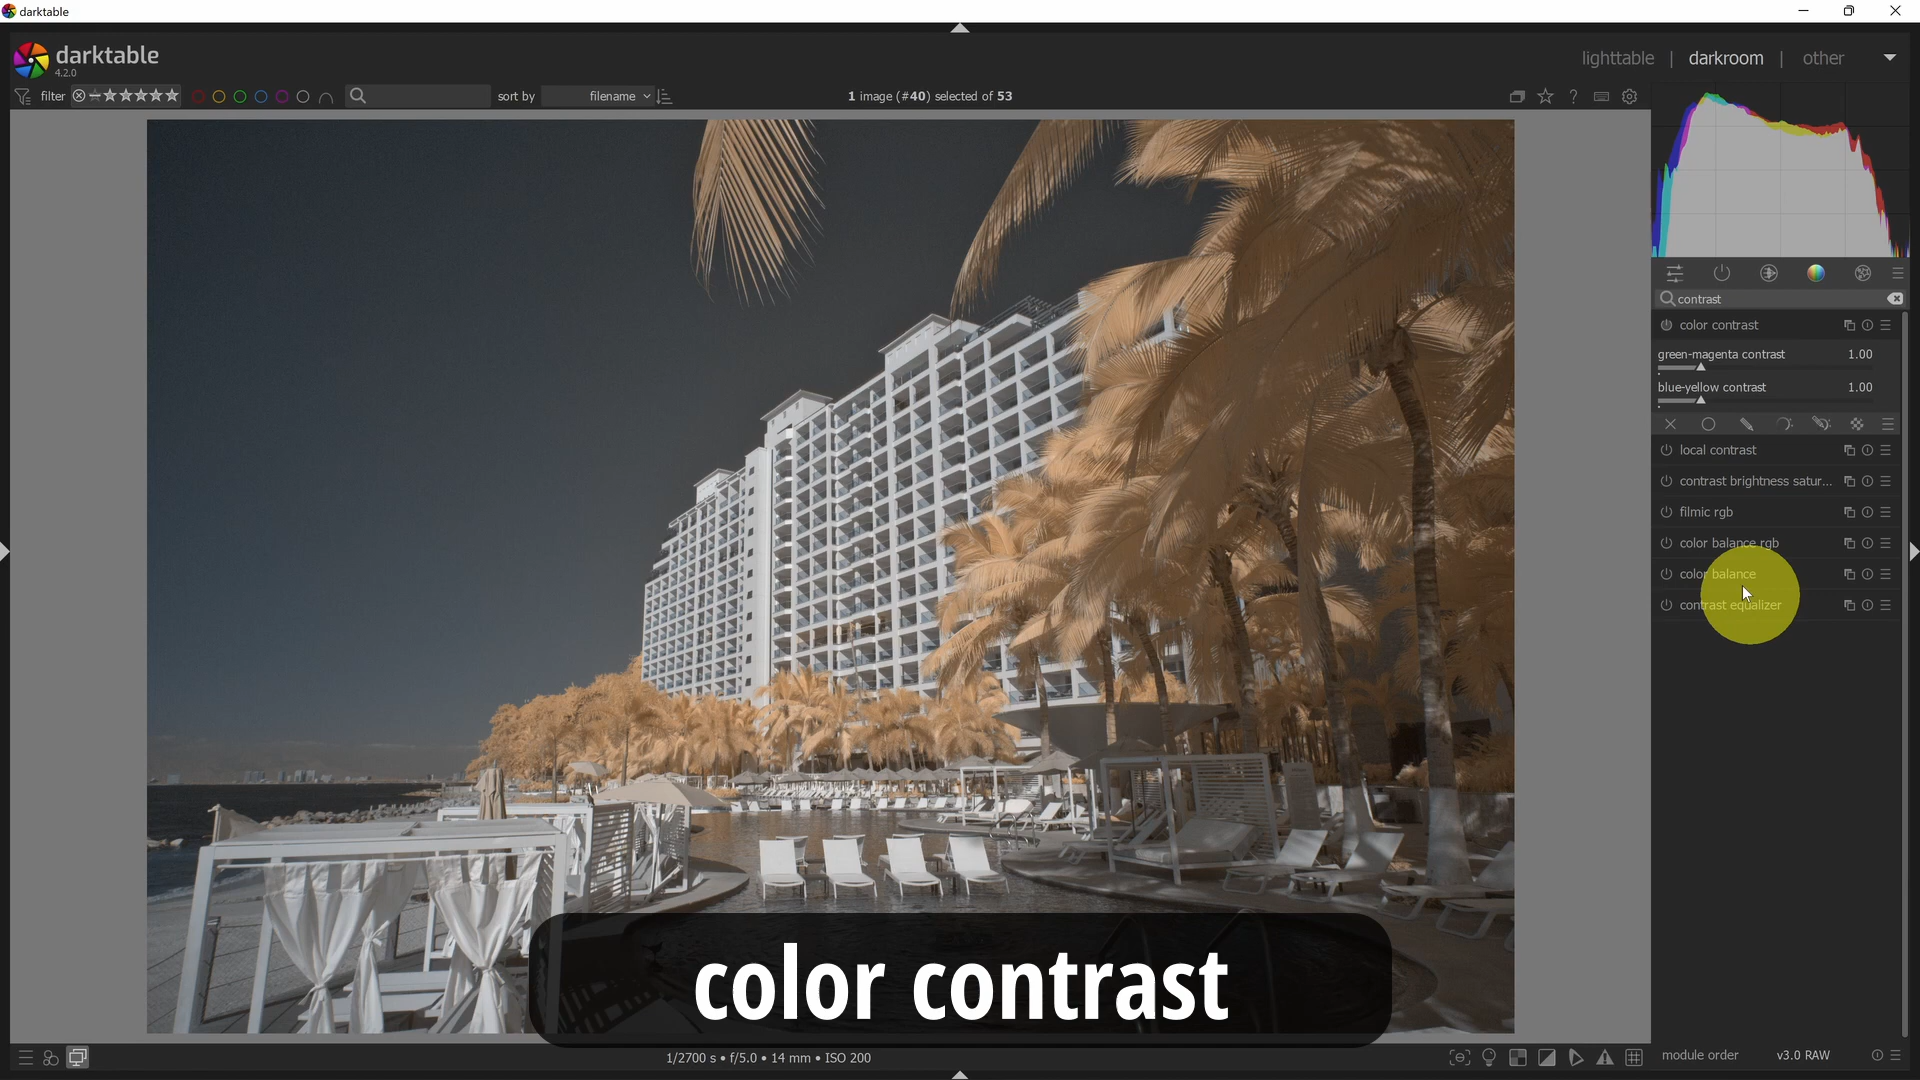 darktable
darktable
4.2.0
lighttable | darkroom | other
filter
sort by
filename
1 image (#40) selected of 53
contrast
color contrast
green-magenta contrast 1.00
blue-yellow contrast 1.00
local contrast
contrast brightness satur...
filmic rgb
color balance rgb
color balance
contrast equalizer
color contrast
1/2700 s • f/5.0 • 14 mm • ISO 200
module order v3.0 RAW